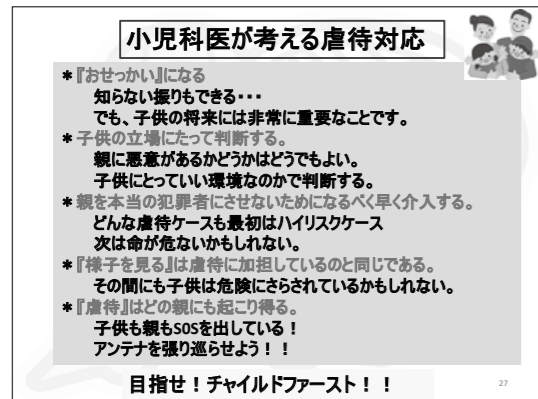 小児科医が考える虐待対応
＊『おせっかい』になる
知らない振りもできる・・・
でも、子供の将来には非常に重要なことです。
＊子供の立場にたって判断する。
親に悪意があるかどうかはどうでもよい。
子供にとっていい環境なのかで判断する。
＊親を本当の犯罪者にさせないためになるべく早く介入する。
どんな虐待ケースも最初はハイリスクケース
次は命が危ないかもしれない。
＊『様子を見る』は虐待に加担しているのと同じである。
その間にも子供は危険にさらされているかもしれない。
＊『虐待』はどの親にも起こり得る。
子供も親もSOSを出している！
アンテナを張り巡らせよう！！
目指せ！チャイルドファースト！！
27